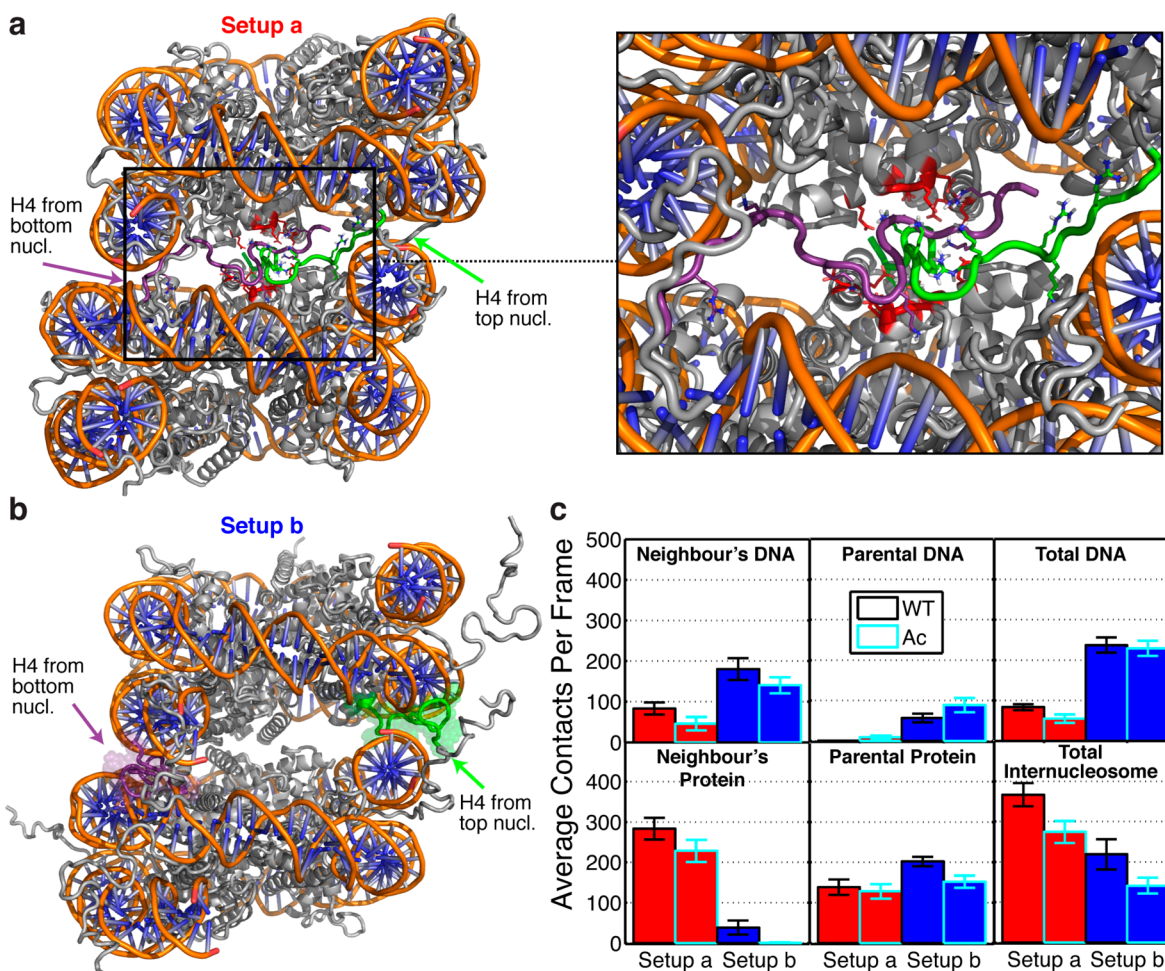 a
Setup a
H4 from
bottom
nucl.
H4 from
top nucl.
b
Setup b
H4 from
bottom
nucl.
H4 from
top nucl.
c
Average Contacts Per Frame
500
400
300
200
100
0
Neighbour's DNA
Parental DNA
Total DNA
WT
Ac
400
300
200
100
0
Neighbour's
Protein
Parental Protein
Total
Internucleosome
Setup a Setup b
Setup a Setup b
Setup a Setup b